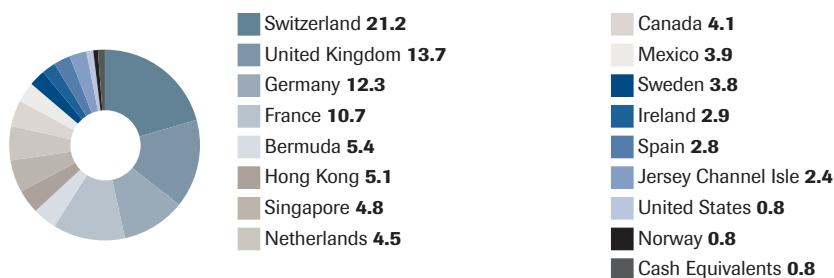 Switzerland 21.2
United Kingdom 13.7
Germany 12.3
France 10.7
Bermuda 5.4
Hong Kong 5.1
Singapore 4.8
Netherlands 4.5
Canada 4.1
Mexico 3.9
Sweden 3.8
Ireland 2.9
Spain 2.8
Jersey Channel Isle 2.4
United States 0.8
Norway 0.8
Cash Equivalents 0.8